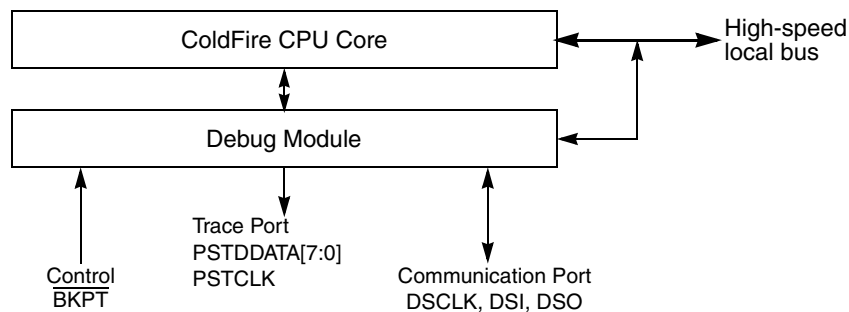 ColdFire CPU Core
High-speed
local bus
Debug Module
Trace Port
PSTDDATA[7:0]
PSTCLK
Control
BKPT
Communication Port
DSCLK, DSI, DSO